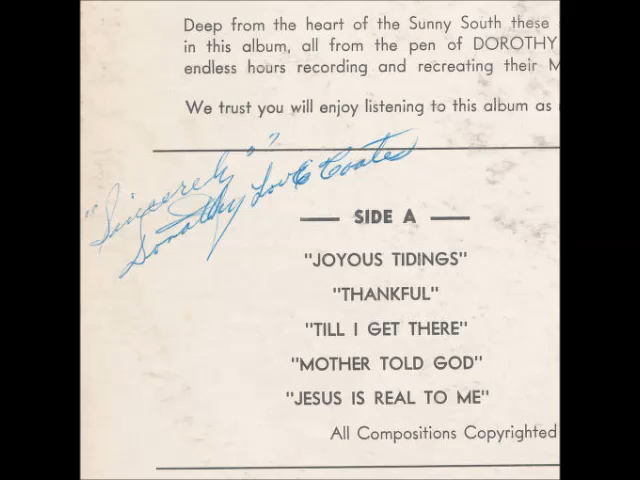 Deep from the heart of the Sunny South these
in this album, all from the pen of DOROTHY
endless hours recording and recreating their M
We trust you will enjoy listening to this album as
"Sincerely"
Dorothy Love Coates
SIDE A
"JOYOUS TIDINGS"
"THANKFUL"
"TILL I GET THERE"
"MOTHER TOLD GOD"
"JESUS IS REAL TO ME"
All Compositions Copyrighted